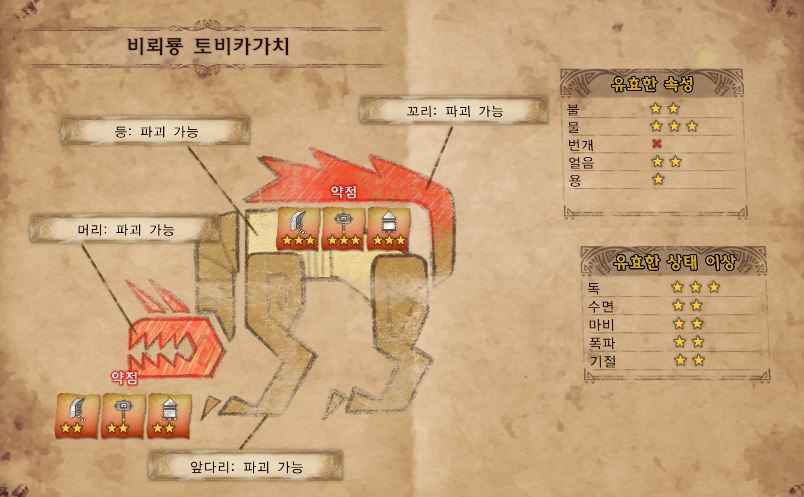 비뢰룡 토비카가치
꼬리: 파괴 가능
등: 파괴 가능
머리: 파괴 가능
약점
약점
앞다리: 파괴 가능
유효한 속성
불
물
번개
얼음
용
유효한 상태 이상
독
수면
마비
폭파
기절